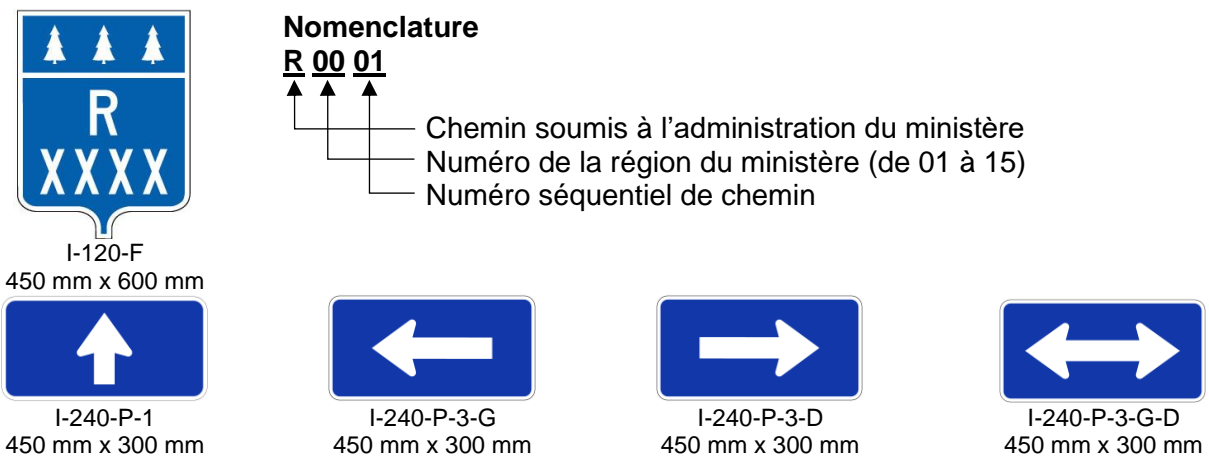 R
XXXX
I-120-F
450 mm x 600 mm
Nomenclature
R 00 01
Chemin soumis à l'administration du ministère
Numéro de la région du ministère (de 01 à 15)
Numéro séquentiel de chemin
I-240-P-1
450 mm x 300 mm
I-240-P-3-G
450 mm x 300 mm
I-240-P-3-D
450 mm x 300 mm
I-240-P-3-G-D
450 mm x 300 mm